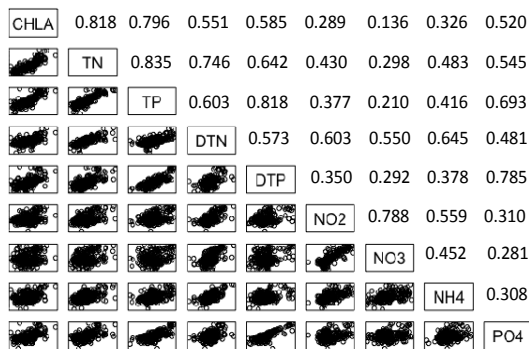 CHLA 0.818 0.796 0.551 0.585 0.289 0.136 0.326 0.520
TN 0.835 0.746 0.642 0.430 0.298 0.483 0.545
TP 0.603 0.818 0.377 0.210 0.416 0.693
DTN 0.573 0.603 0.550 0.645 0.481
DTP 0.350 0.292 0.378 0.785
NO2 0.788 0.559 0.310
NO3 0.452 0.281
NH4 0.308
PO4